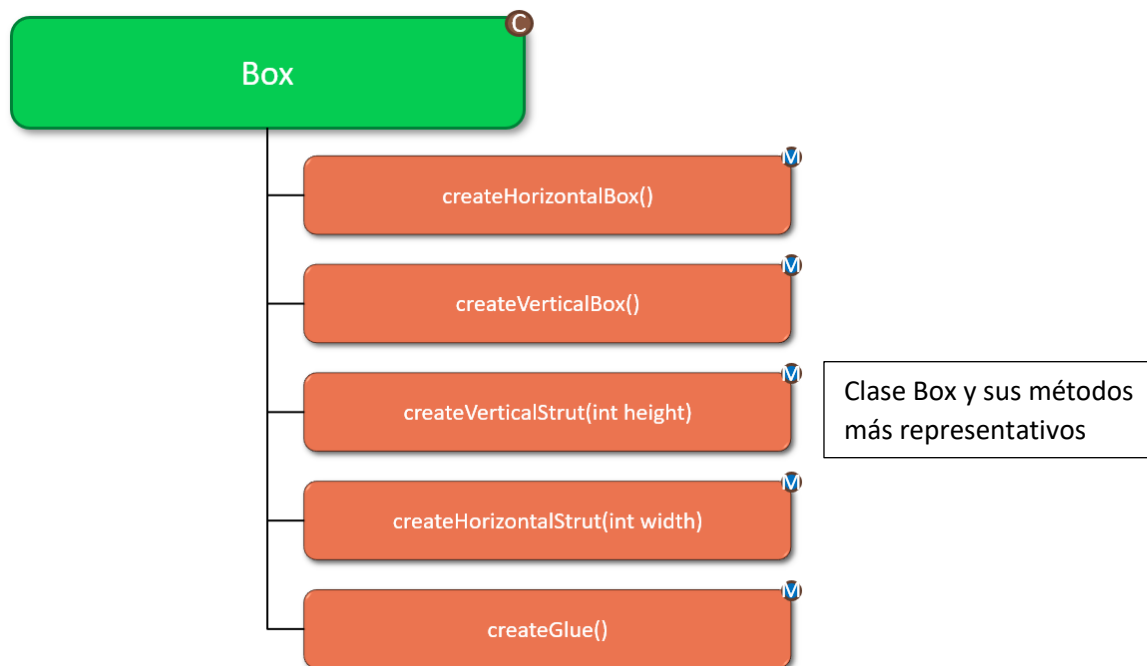 C
Box
M
createHorizontalBox()
M
createVerticalBox()
M
createVerticalStrut(int height)
Clase Box y sus métodos
más representativos
M
createHorizontalStrut(int width)
M
createGlue()